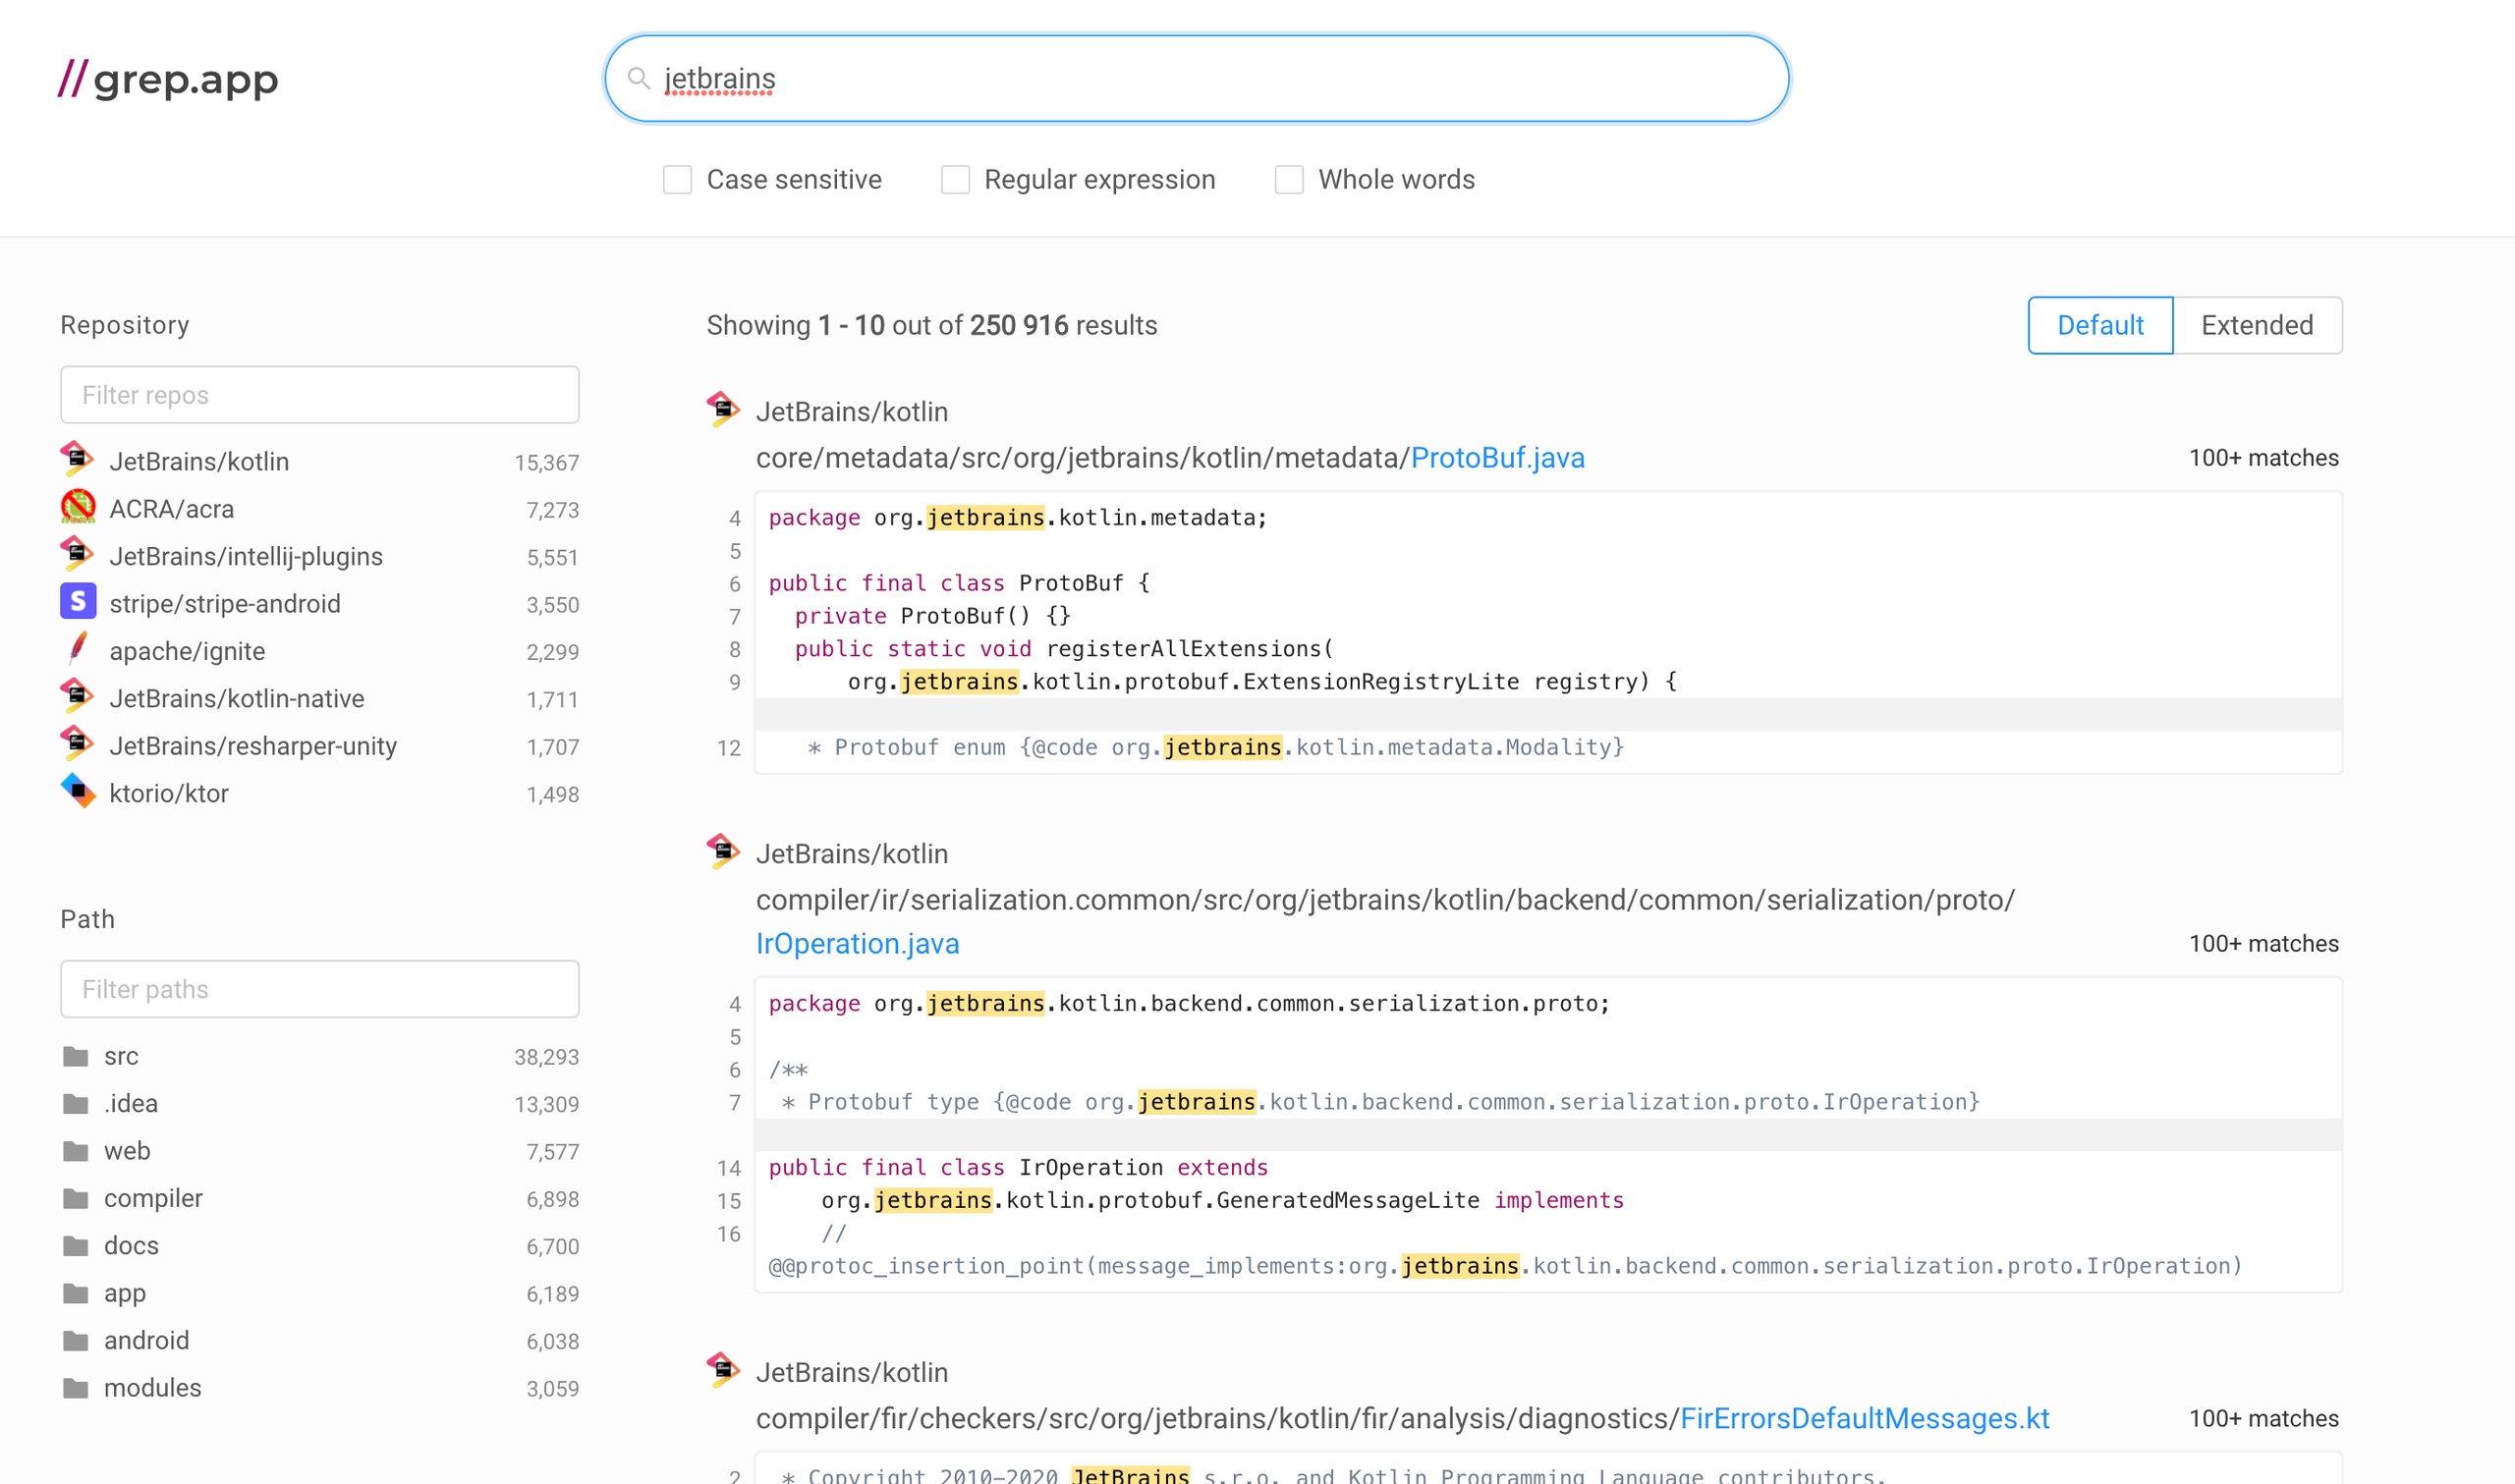 //grep.app
jetbrains
Case sensitive
Regular expression
Whole words
Repository
Filter repos
JetBrains/kotlin 15,367
ACRA/acra 7,273
JetBrains/intellij-plugins 5,551
stripe/stripe-android 3,550
apache/ignite 2,299
JetBrains/kotlin-native 1,711
JetBrains/resharper-unity 1,707
ktorio/ktor 1,498
Path
Filter paths
src 38,293
.idea 13,309
web 7,577
compiler 6,898
docs 6,700
app 6,189
android 6,038
modules 3,059
Showing 1 - 10 out of 250 916 results
Default Extended
JetBrains/kotlin
core/metadata/src/org/jetbrains/kotlin/metadata/ProtoBuf.java 100+ matches
4 package org.jetbrains.kotlin.metadata;
5
6 public final class ProtoBuf {
7 private ProtoBuf() {}
8 public static void registerAllExtensions(
9 org.jetbrains.kotlin.protobuf.ExtensionRegistryLite registry) {
12 * Protobuf enum {@code org.jetbrains.kotlin.metadata.Modality}
JetBrains/kotlin
compiler/ir/serialization.common/src/org/jetbrains/kotlin/backend/common/serialization/proto/
IrOperation.java 100+ matches
4 package org.jetbrains.kotlin.backend.common.serialization.proto;
5
6 /**
7 * Protobuf type {@code org.jetbrains.kotlin.backend.common.serialization.proto.IrOperation}
14 public final class IrOperation extends
15 org.jetbrains.kotlin.protobuf.GeneratedMessageLite implements
16 //
@@protoc_insertion_point(message_implements:org.jetbrains.kotlin.backend.common.serialization.proto.IrOperation)
JetBrains/kotlin
compiler/fir/checkers/src/org/jetbrains/kotlin/fir/analysis/diagnostics/FirErrorsDefaultMessages.kt 100+ matches
2 * Copyright 2010-2020 JetBrains s.r.o. and Kotlin Programming Language contributors.